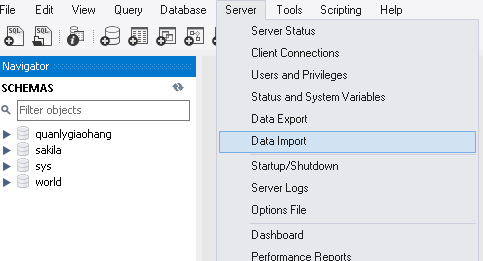 File Edit View Query Database Server Tools Scripting Help
SQL SQL
Navigator
SCHEMAS
Filter objects
quanlygiaohang
sakila
sys
world
Server Status
Client Connections
Users and Privileges
Status and System Variables
Data Export
Data Import
Startup/Shutdown
Server Logs
Options File
Dashboard
Performance Reports